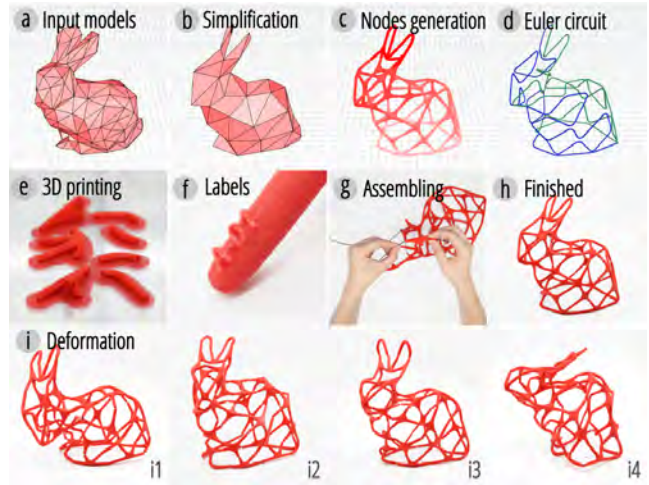 a Input models
b Simplification
c Nodes generation
d Euler circuit
e 3D printing
f Labels
g Assembling
h Finished
i Deformation
i1
i2
i3
i4